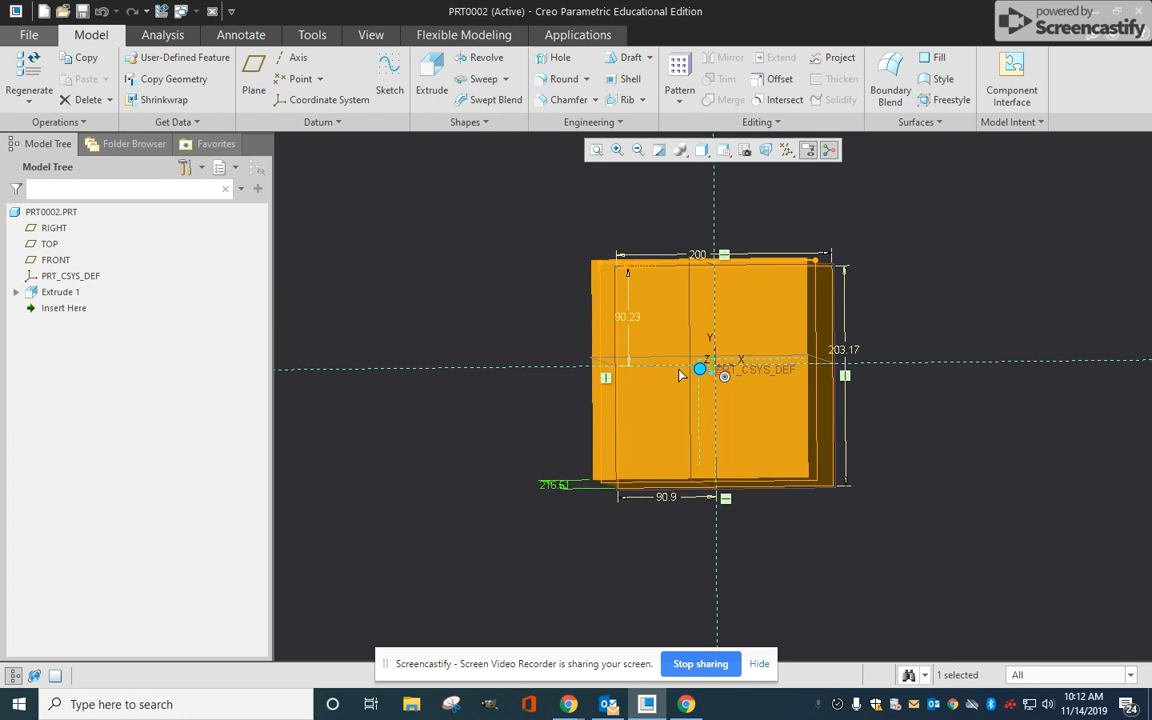 PRT0002 (Active) - Creo Parametric Educational Edition
powered by
Screencastify
File Model Analysis Annotate Tools View Flexible Modeling Applications
Regenerate
Copy
Paste
Delete
User-Defined Feature
Copy Geometry
Shrinkwrap
Plane
Axis
Point
Coordinate System
Sketch
Extrude
Revolve
Sweep
Swept Blend
Hole
Round
Chamfer
Draft
Shell
Rib
Pattern
Mirror
Trim
Merge
Extend
Offset
Intersect
Project
Thicken
Solidify
Boundary
Blend
Fill
Style
Freestyle
Component
Interface
Operations Get Data Datum Shapes Engineering Editing Surfaces Model Intent
Model Tree Folder Browser Favorites
Model Tree
PRT0002.PRT
RIGHT
TOP
FRONT
PRT_CSYS_DEF
Extrude 1
Insert Here
200
90.23
203.17
Y
Z X
PRT_CSYS_DEF
90.9
Screencastify - Screen Video Recorder is sharing your screen. Stop sharing Hide
1 selected All
Type here to search
10:12 AM
11/14/2019
24